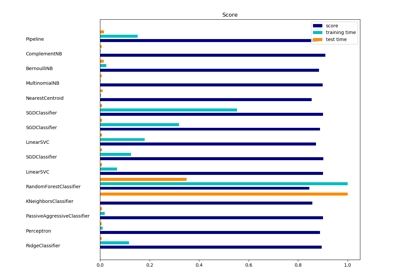 Score
score
training time
test time
Pipeline
ComplementNB
BernoulliNB
MultinomialNB
NearestCentroid
SGDClassifier
SGDClassifier
LinearSVC
SGDClassifier
LinearSVC
RandomForestClassifier
KNeighborsClassifier
PassiveAggressiveClassifier
Perceptron
RidgeClassifier
0.0 0.2 0.4 0.6 0.8 1.0